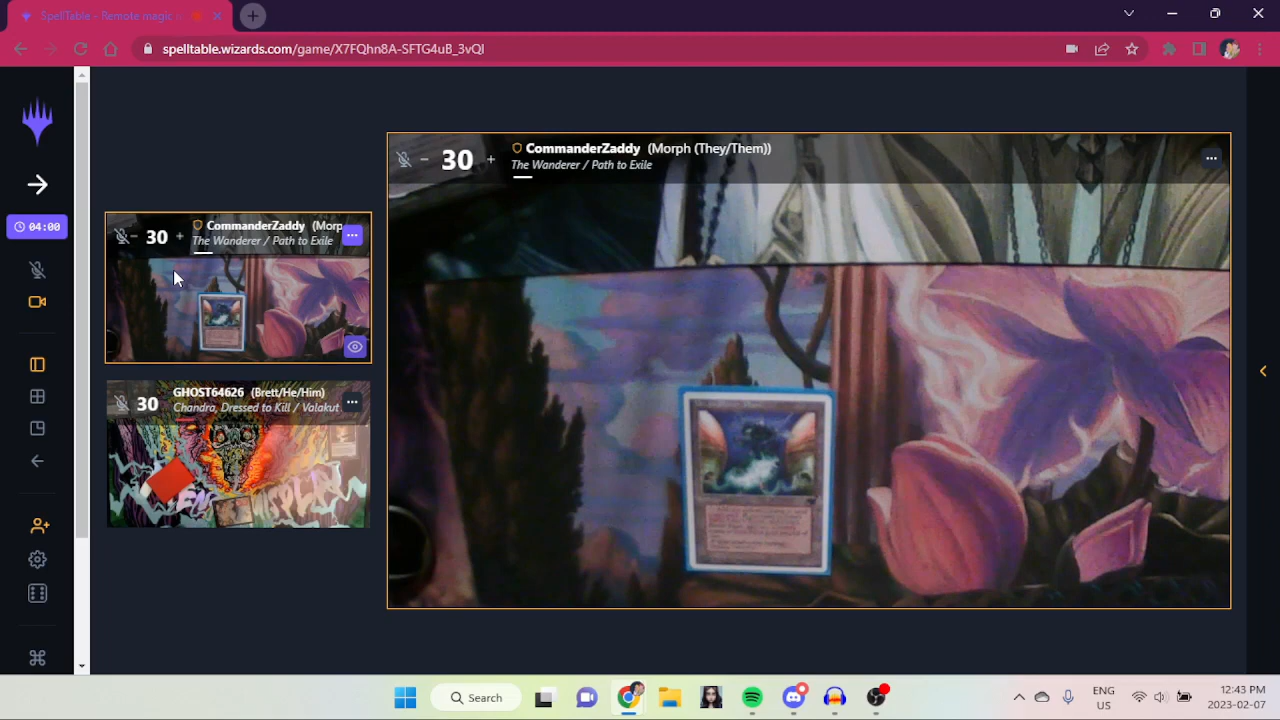 SpellTable - Remote magic
spelltable.wizards.com/game/X7FQhn8A-SFTG4uB_3vQI
04:00
30
CommanderZaddy (Morp
The Wanderer / Path to Exile
30
GHOST64626 (Brett/He/Him)
Chandra, Dressed to Kill / Valakut
30
CommanderZaddy (Morph (They/Them))
The Wanderer / Path to Exile
Search
ENG
US
12:43 PM
2023-02-07